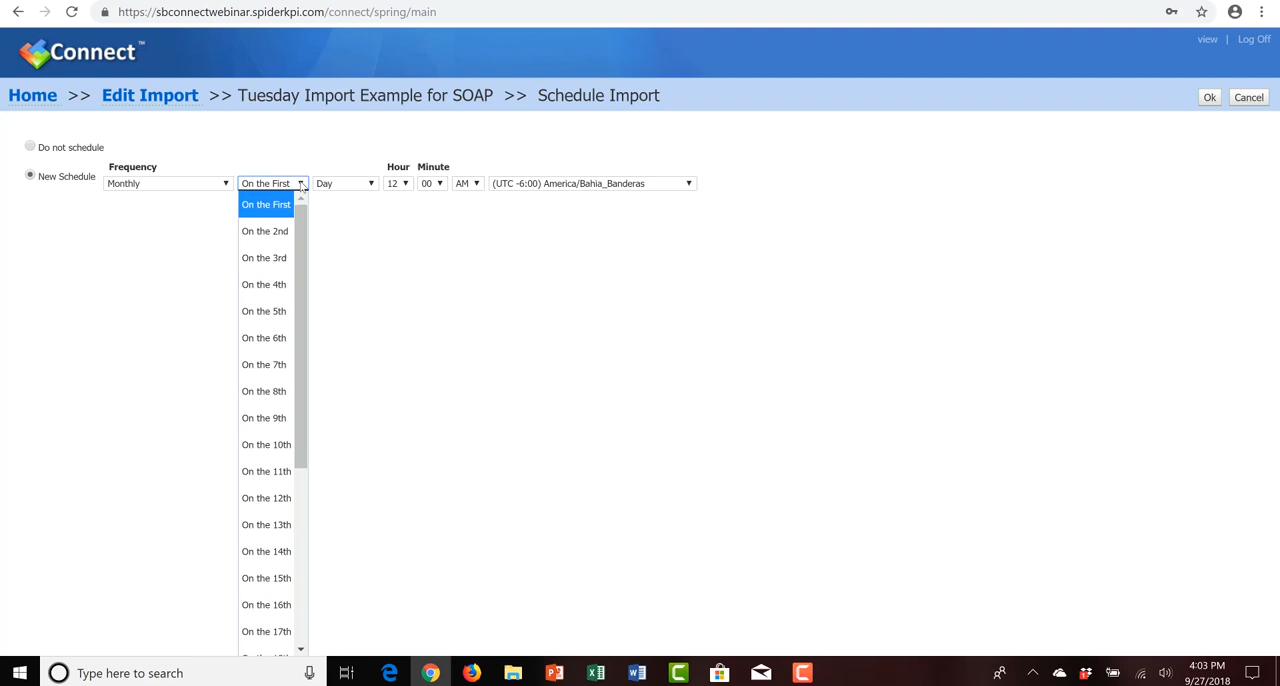 https://sbconnectwebinar.spiderkpi.com/connect/spring/main
Connect™
view | Log Off
Home >> Edit Import >> Tuesday Import Example for SOAP >> Schedule Import
Ok Cancel
Do not schedule
Frequency Hour Minute
New Schedule Monthly On the First Day 12 00 AM (UTC -6:00) America/Bahia_Banderas
On the First
On the 2nd
On the 3rd
On the 4th
On the 5th
On the 6th
On the 7th
On the 8th
On the 9th
On the 10th
On the 11th
On the 12th
On the 13th
On the 14th
On the 15th
On the 16th
On the 17th
Type here to search
4:03 PM
9/27/2018